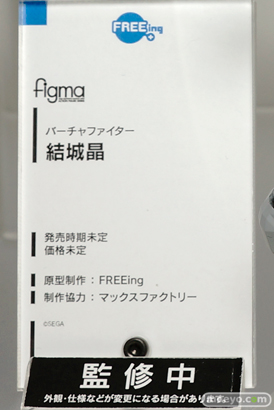 FREEing
figma
バーチャファイター
結城晶
発売時期未定
価格未定
原型制作：FREEing
制作協力：マックスファクトリー
©SEGA
監修中
外観・仕様などが変更になる場合があります。